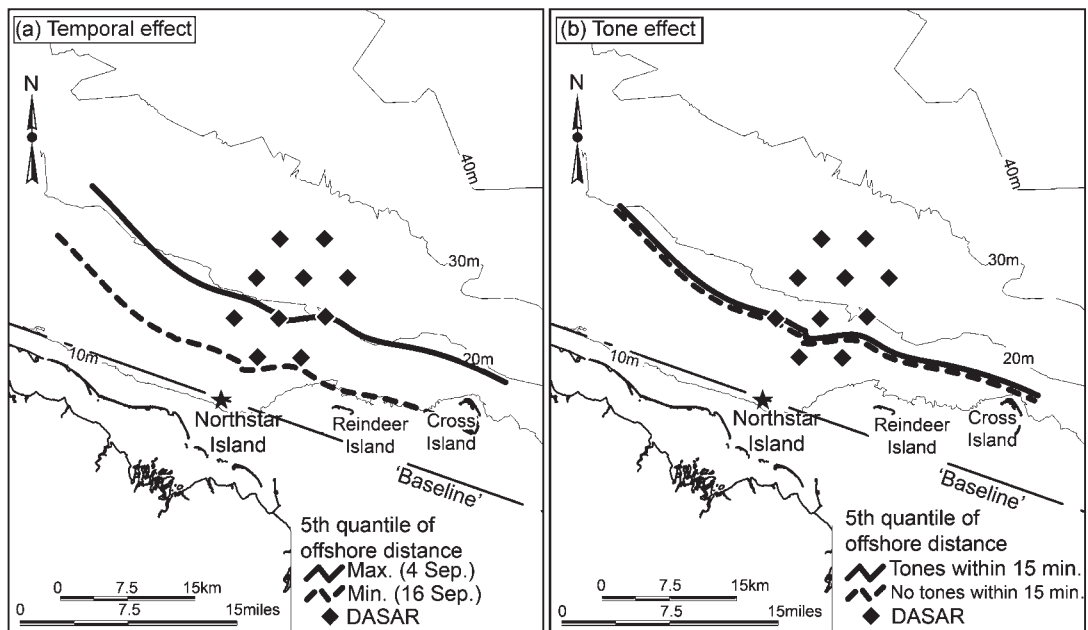 (a) Temporal effect
N
40m
30m
20m
10m
Northstar
Island
Reindeer
Island
Cross
Island
'Baseline'
5th quantile of
offshore distance
Max. (4 Sep.)
Min. (16 Sep.)
DASAR
0 7.5 15km
0 7.5 15miles
(b) Tone effect
N
40m
30m
20m
10m
Northstar
Island
Reindeer
Island
Cross
Island
'Baseline'
5th quantile of
offshore distance
Tones within 15 min.
No tones within 15 min.
DASAR
0 7.5 15km
0 7.5 15miles